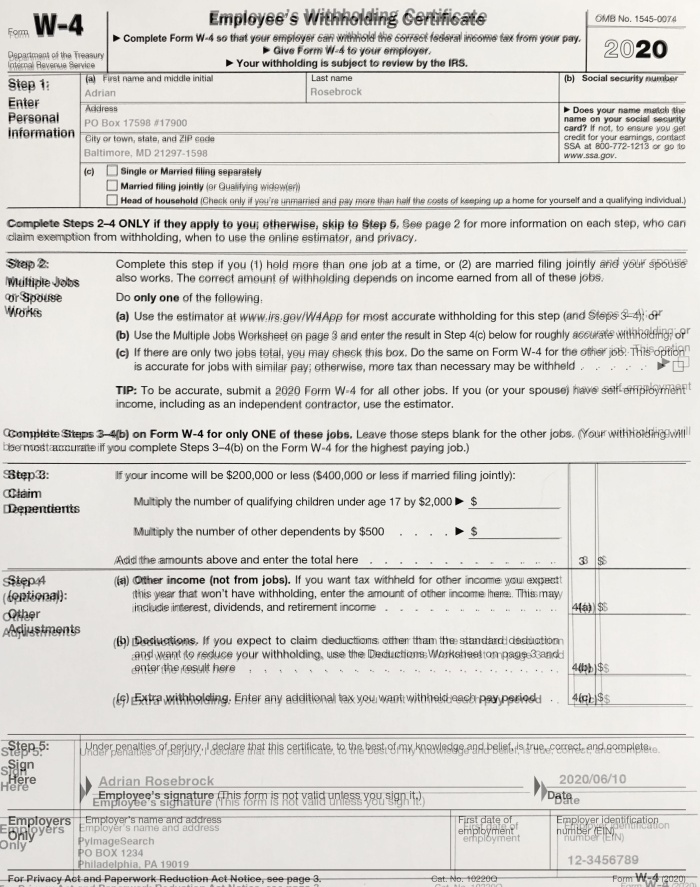 Form W-4
Department of the Treasury
Internal Revenue Service
Employee's Withholding Certificate
▶ Complete Form W-4 so that your employer can withhold the correct federal income tax from your pay.
▶ Give Form W-4 to your employer.
▶ Your withholding is subject to review by the IRS.
OMB No. 1545-0074
2020
Step 1:
Enter
Personal
Information
(a) First name and middle initial
Adrian
Last name
Rosebrock
(b) Social security number
Address
PO Box 17598 #17900
City or town, state, and ZIP code
Baltimore, MD 21297-1598
▶ Does your name match the
name on your social security
card? If not, to ensure you get
credit for your earnings, contact
SSA at 800-772-1213 or go to
www.ssa.gov.
(c) Single or Married filing separately
Married filing jointly (or Qualifying widow(er))
Head of household (Check only if you're unmarried and pay more than half the costs of keeping up a home for yourself and a qualifying individual.)
Complete Steps 2–4 ONLY if they apply to you; otherwise, skip to Step 5. See page 2 for more information on each step, who can
claim exemption from withholding, when to use the online estimator, and privacy.
Step 2:
Multiple Jobs
or Spouse
Works
Complete this step if you (1) hold more than one job at a time, or (2) are married filing jointly and your spouse
also works. The correct amount of withholding depends on income earned from all of these jobs.
Do only one of the following.
(a) Use the estimator at www.irs.gov/W4App for most accurate withholding for this step (and Steps 3–4); or
(b) Use the Multiple Jobs Worksheet on page 3 and enter the result in Step 4(c) below for roughly accurate withholding; or
(c) If there are only two jobs total, you may check this box. Do the same on Form W-4 for the other job. This option
is accurate for jobs with similar pay; otherwise, more tax than necessary may be withheld . . . . . ▶
TIP: To be accurate, submit a 2020 Form W-4 for all other jobs. If you (or your spouse) have self-employment
income, including as an independent contractor, use the estimator.
Complete Steps 3–4(b) on Form W-4 for only ONE of these jobs. Leave those steps blank for the other jobs. (Your withholding will
be most accurate if you complete Steps 3–4(b) on the Form W-4 for the highest paying job.)
Step 3:
Claim
Dependents
If your income will be $200,000 or less ($400,000 or less if married filing jointly):
Multiply the number of qualifying children under age 17 by $2,000 ▶ $
Multiply the number of other dependents by $500 . . . . ▶ $
Add the amounts above and enter the total here . . . . . . . . . . . . . 3 $
Step 4
(optional):
Other
Adjustments
(a) Other income (not from jobs). If you want tax withheld for other income you expect
this year that won't have withholding, enter the amount of other income here. This may
include interest, dividends, and retirement income . . . . . . . . . . . . 4(a) $
(b) Deductions. If you expect to claim deductions other than the standard deduction
and want to reduce your withholding, use the Deductions Worksheet on page 3 and
enter the result here . . . . . . . . . . . . . . . . . . . . . . 4(b) $
(c) Extra withholding. Enter any additional tax you want withheld each pay period . 4(c) $
Step 5:
Sign
Here
Under penalties of perjury, I declare that this certificate, to the best of my knowledge and belief, is true, correct, and complete.
Adrian Rosebrock
2020/06/10
Employee's signature (This form is not valid unless you sign it.)
Date
Employers
Only
Employer's name and address
PyImageSearch
PO BOX 1234
Philadelphia, PA 19019
First date of
employment
Employer identification
number (EIN)
12-3456789
For Privacy Act and Paperwork Reduction Act Notice, see page 3.
Cat. No. 10220Q
Form W-4 (2020)